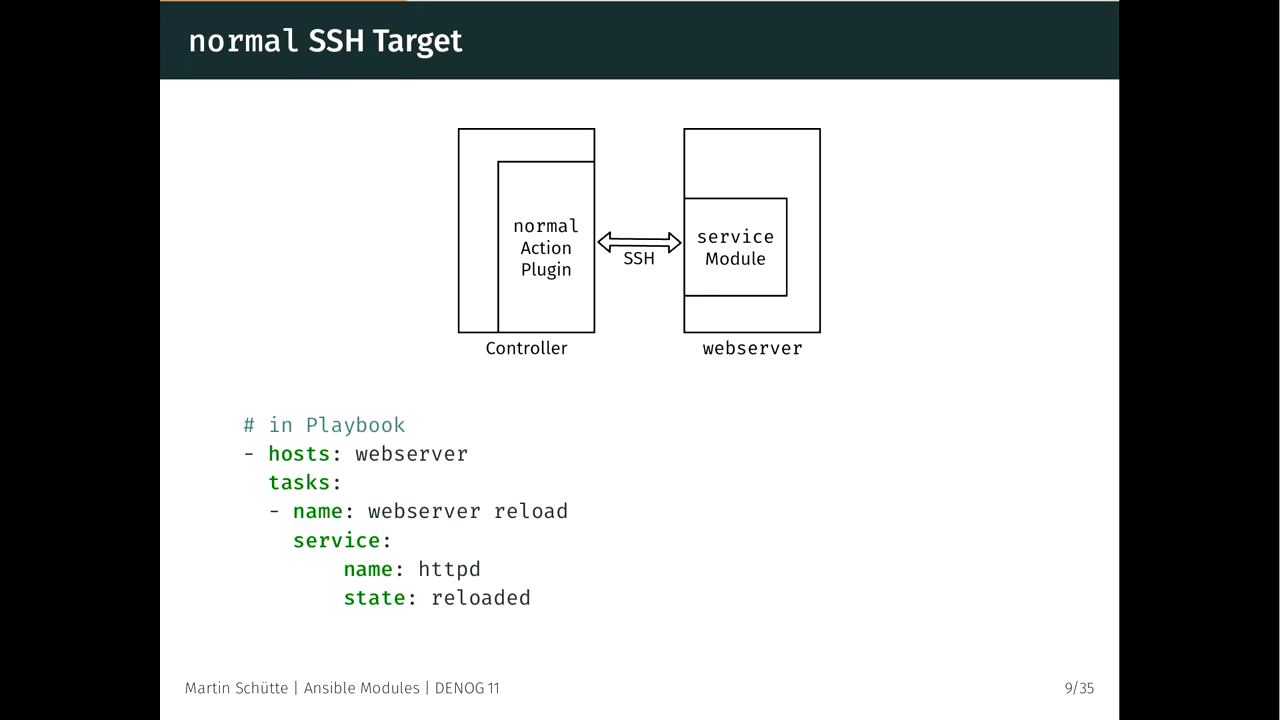 normal SSH Target
normal
Action
Plugin
SSH
service
Module
Controller
webserver
# in Playbook
- hosts: webserver
  tasks:
  - name: webserver reload
    service:
        name: httpd
        state: reloaded
Martin Schütte | Ansible Modules | DENOG 11
9/35